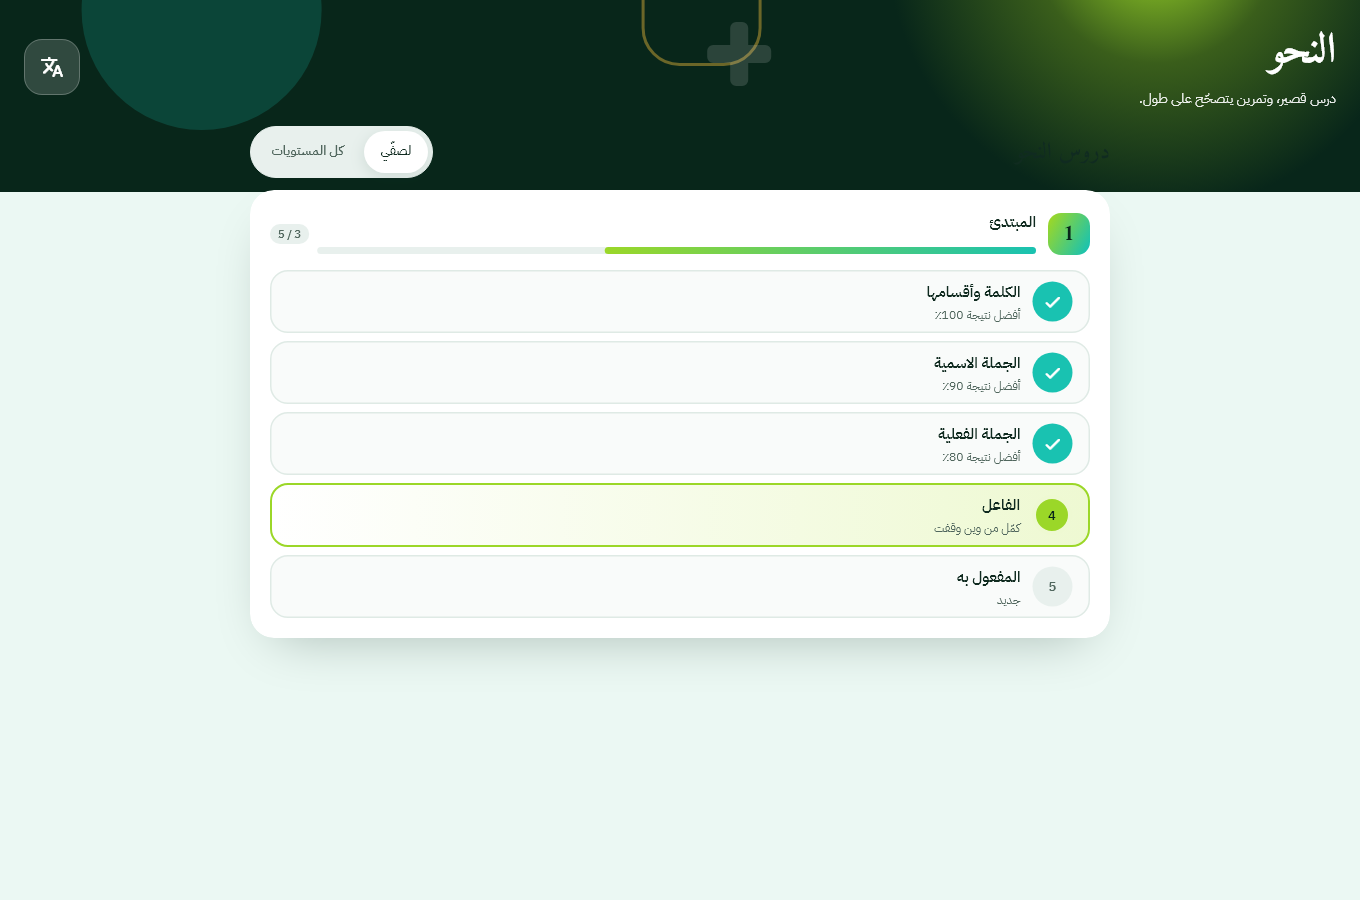 النحو
درس قصير، وتمرين يتصحّح على طول.
دروس
لصفّي
كل المستويات
1
المبتدئ
3 / 5
الكلمة وأقسامها
أفضل نتيجة 100٪
الجملة الاسمية
أفضل نتيجة 90٪
الجملة الفعلية
أفضل نتيجة 80٪
4
الفاعل
كمّل من وين وقفت
5
المفعول به
جديد